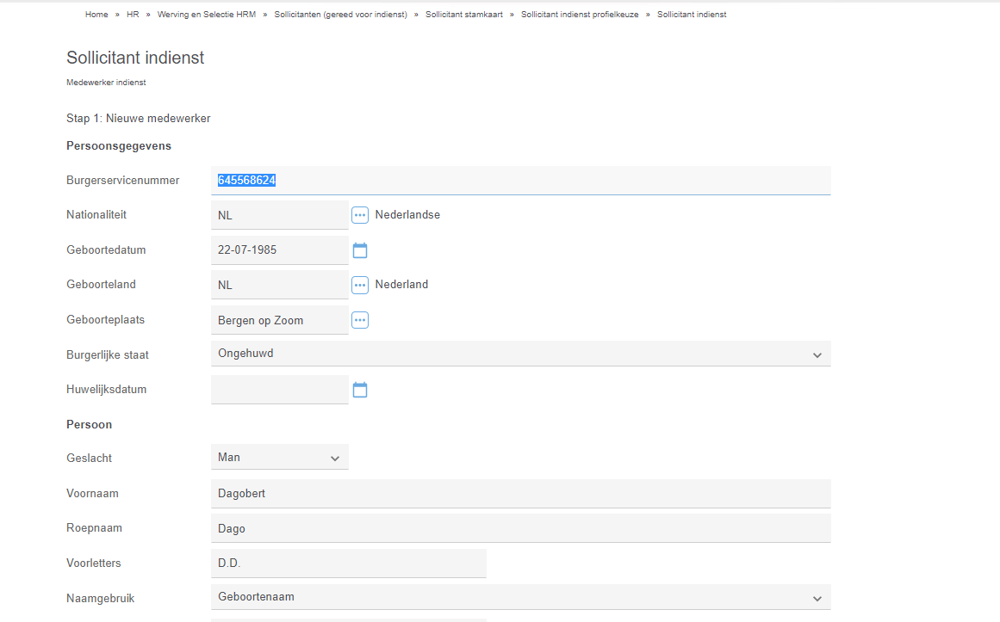 Home » HR » Werving en Selectie HRM » Sollicitanten (gereed voor indienst) » Sollicitant stamkaart » Sollicitant indienst profielkeuze » Sollicitant indienst
Sollicitant indienst
Medewerker indienst
Stap 1: Nieuwe medewerker
Persoonsgegevens
Burgerservicenummer 645568624
Nationaliteit NL Nederlandse
Geboortedatum 22-07-1985
Geboorteland NL Nederland
Geboorteplaats Bergen op Zoom
Burgerlijke staat Ongehuwd
Huwelijksdatum
Persoon
Geslacht Man
Voornaam Dagobert
Roepnaam Dago
Voorletters D.D.
Naamgebruik Geboortenaam